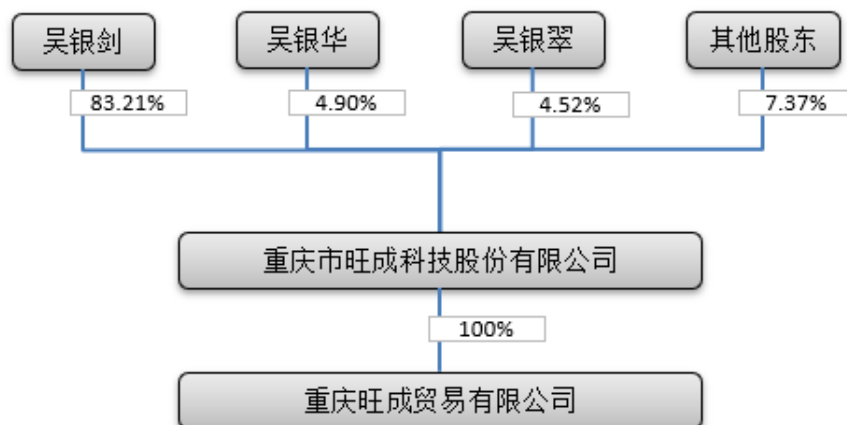 吴银剑
吴银华
吴银翠
其他股东
83.21%
4.90%
4.52%
7.37%
重庆市旺成科技股份有限公司
100%
重庆旺成贸易有限公司